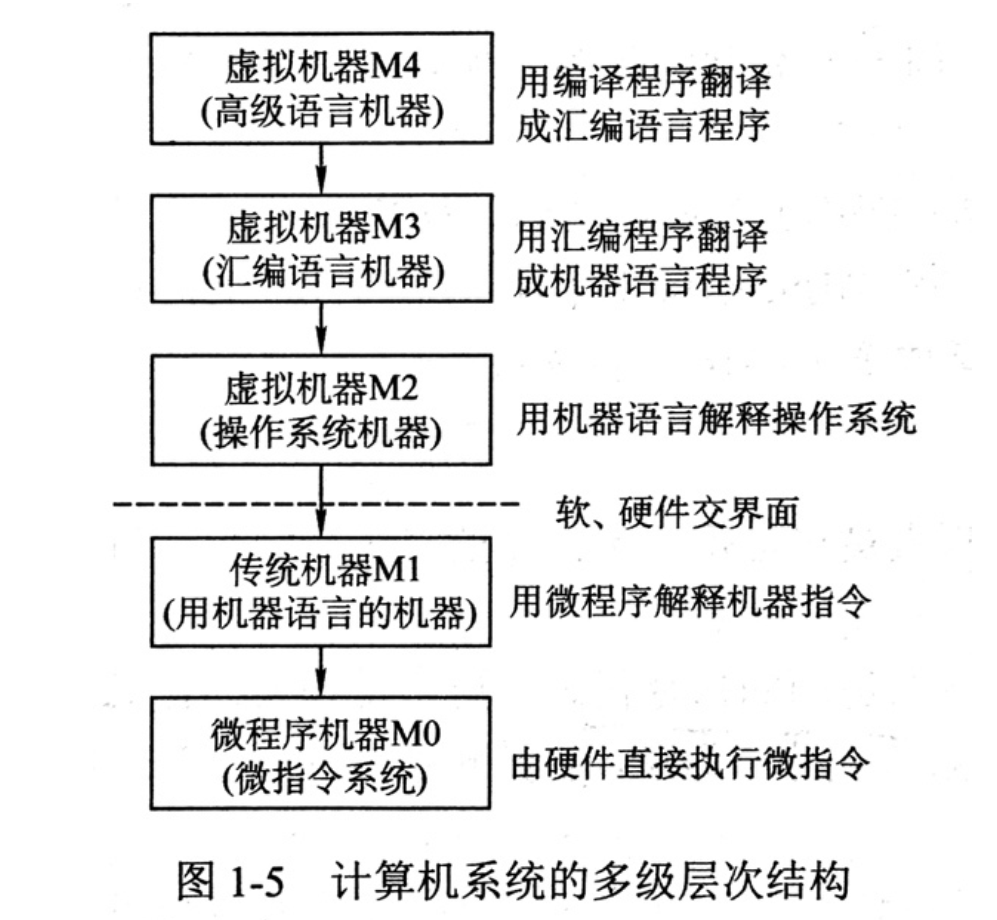 虚拟机器M4
(高级语言机器)
用编译程序翻译
成汇编语言程序
虚拟机器M3
(汇编语言机器)
用汇编程序翻译
成机器语言程序
虚拟机器M2
(操作系统机器)
用机器语言解释操作系统
软、硬件交界面
传统机器M1
(用机器语言的机器)
用微程序解释机器指令
微程序机器M0
(微指令系统)
由硬件直接执行微指令
图 1-5 计算机系统的多级层次结构